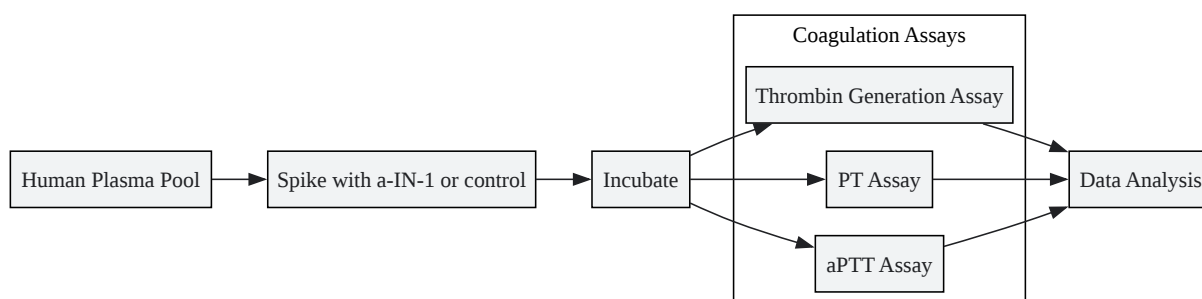 Coagulation Assays
Thrombin Generation Assay
Human Plasma Pool
Spike with a-IN-1 or control
Incubate
PT Assay
Data Analysis
aPTT Assay